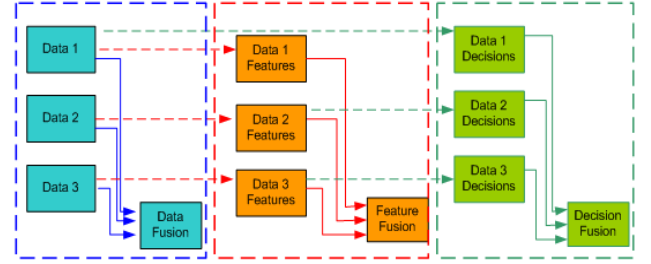 Data 1
Data 2
Data 3
Data
Fusion
Data 1
Features
Data 2
Features
Data 3
Features
Feature
Fusion
Data 1
Decisions
Data 2
Decisions
Data 3
Decisions
Decision
Fusion